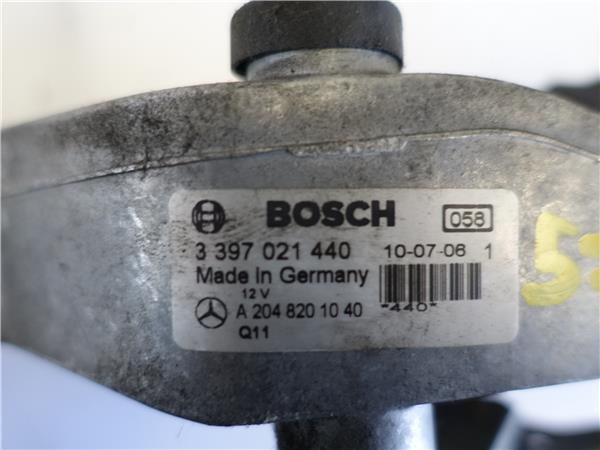 BOSCH 058
3 397 021 440 10-07-06 1
Made In Germany
12 V
A 204 820 10 40 *440*
Q11